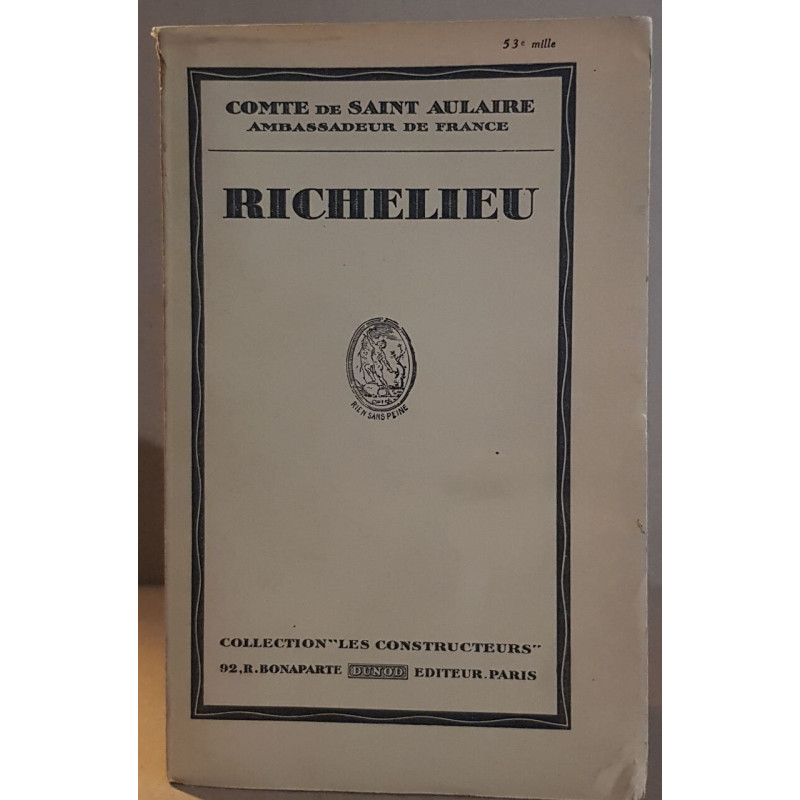 53e mille
COMTE DE SAINT AULAIRE
AMBASSADEUR DE FRANCE
RICHELIEU
RIEN SANS PEINE
COLLECTION "LES CONSTRUCTEURS"
92, R. BONAPARTE DUNOD EDITEUR. PARIS